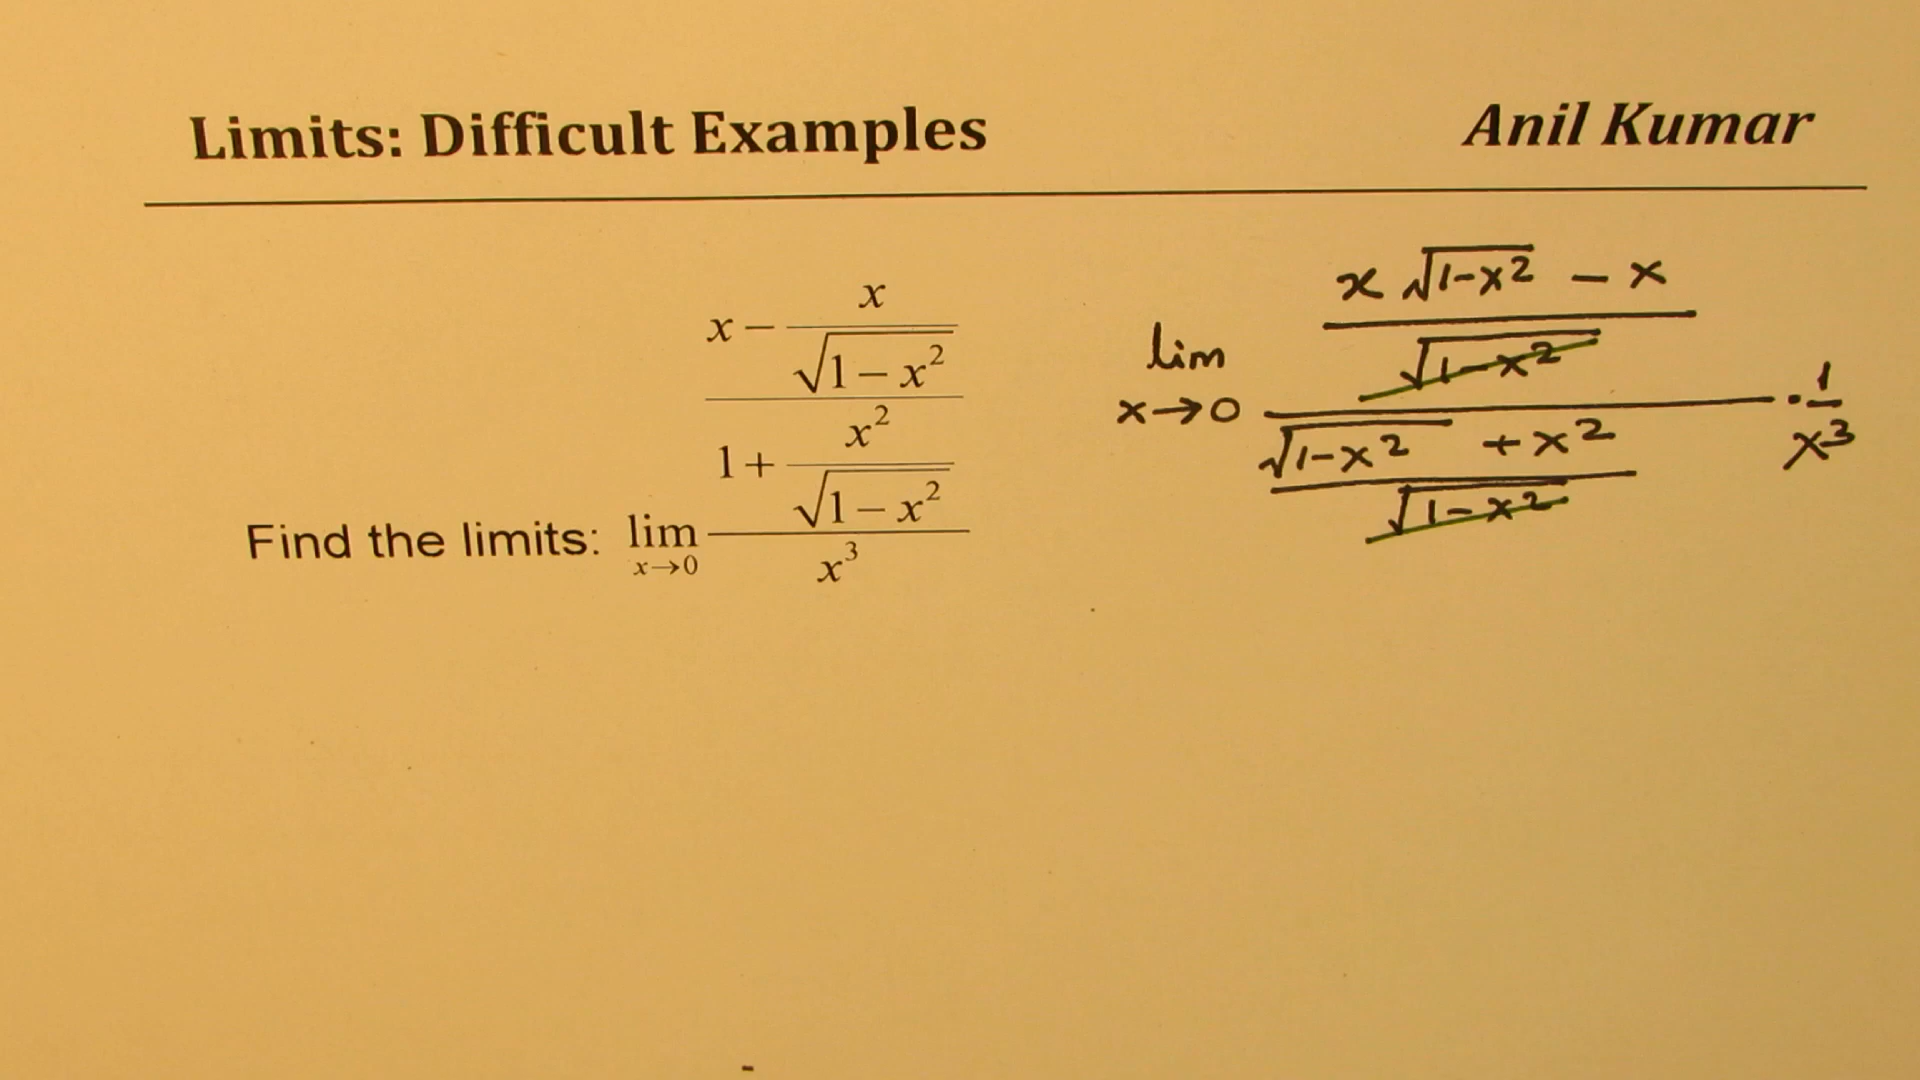 Limits: Difficult Examples
Anil Kumar
Find the limits: lim x→0 ((x − x/√(1 − x²)) / (1 + x²/√(1 − x²))) / x³
lim x→0 ((x √(1-x²) − x) / √(1-x²)) / ((√(1-x²) + x²) / √(1-x²)) · 1/x³